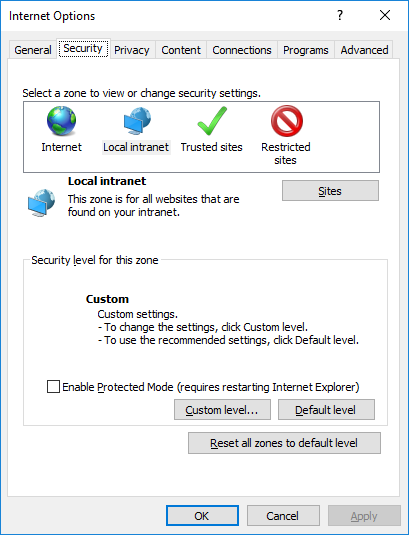 Internet Options
General Security Privacy Content Connections Programs Advanced
Select a zone to view or change security settings.
Internet Local intranet Trusted sites Restricted
sites
Local intranet
Sites
This zone is for all websites that are
found on your intranet.
Security level for this zone
Custom
Custom settings.
- To change the settings, click Custom level.
- To use the recommended settings, click Default level.
Enable Protected Mode (requires restarting Internet Explorer)
Custom level... Default level
Reset all zones to default level
OK Cancel Apply